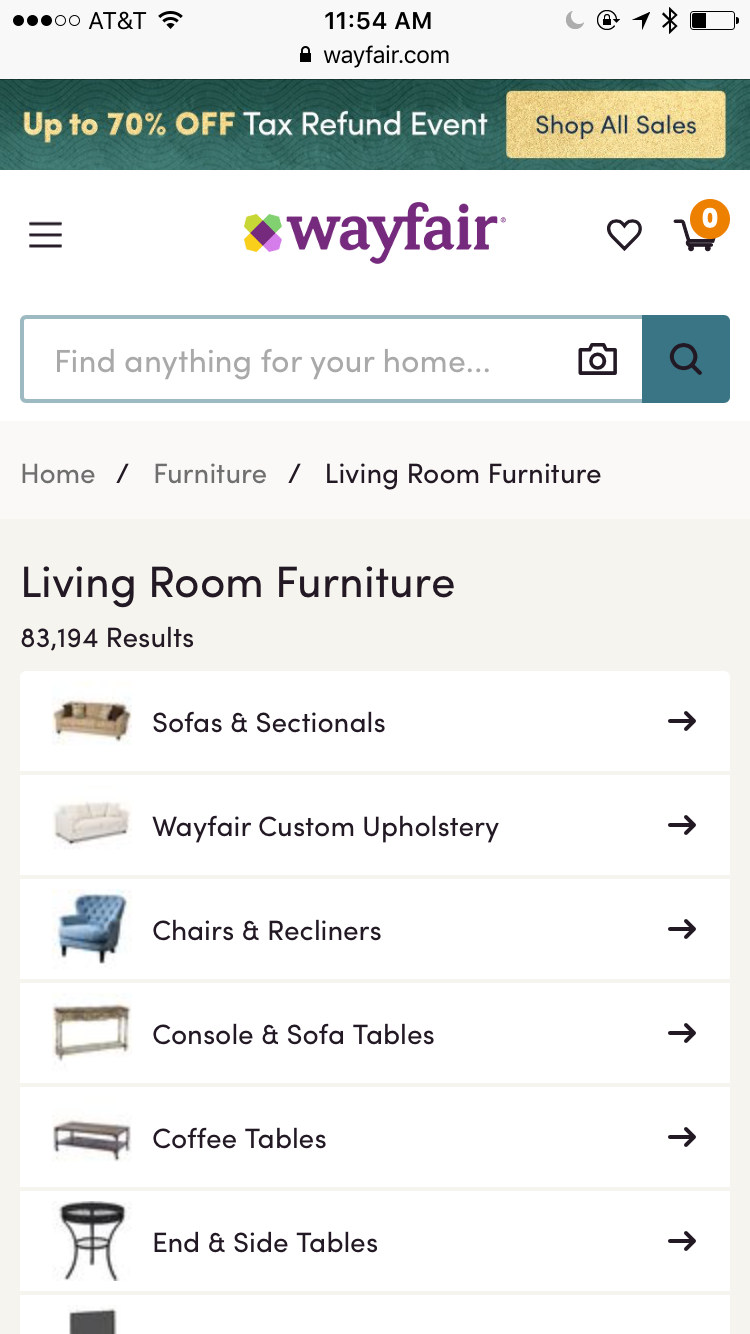 AT&T 11:54 AM
wayfair.com
Up to 70% OFF Tax Refund Event Shop All Sales
wayfair 0
Find anything for your home...
Home / Furniture / Living Room Furniture
Living Room Furniture
83,194 Results
Sofas & Sectionals
Wayfair Custom Upholstery
Chairs & Recliners
Console & Sofa Tables
Coffee Tables
End & Side Tables